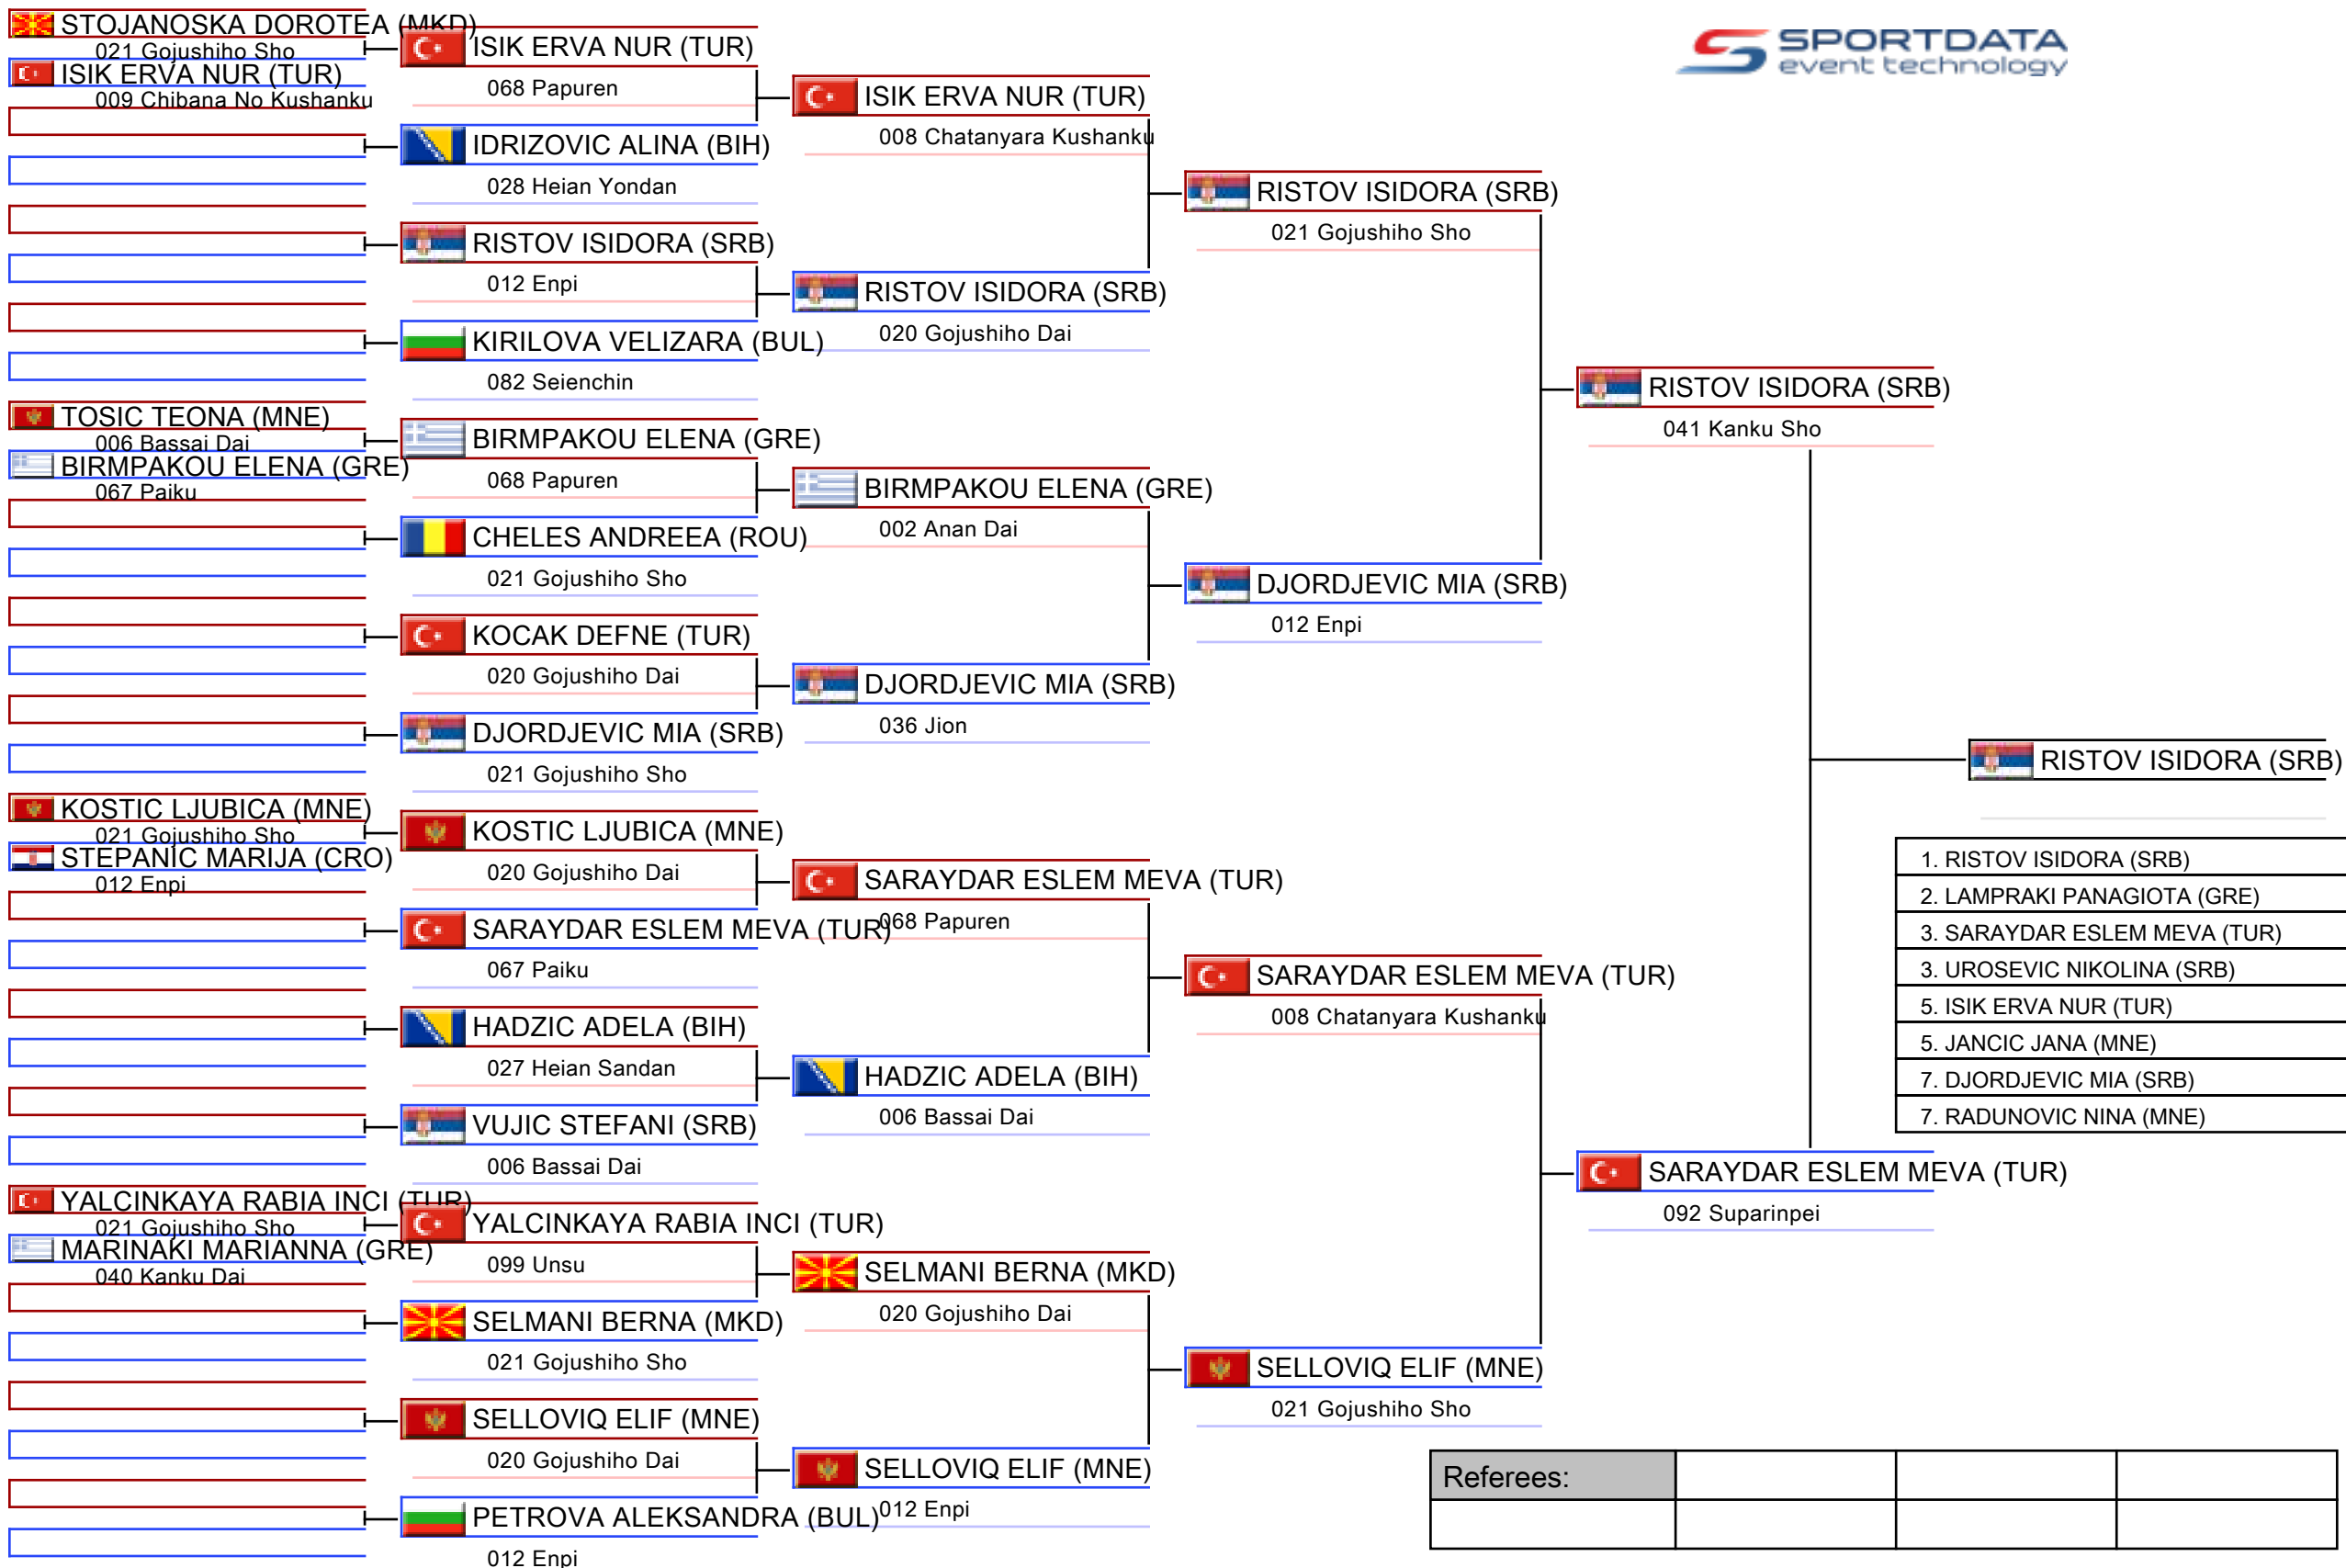 STOJANOSKA DOROTEA (MKD)
021 Gojushiho Sho
ISIK ERVA NUR (TUR)
009 Chibana No Kushanku
TOSIC TEONA (MNE)
006 Bassai Dai
BIRMPAKOU ELENA (GRE)
067 Paiku
KOSTIC LJUBICA (MNE)
021 Gojushiho Sho
STEPANIC MARIJA (CRO)
012 Enpi
YALCINKAYA RABIA INCI (TUR)
021 Gojushiho Sho
MARINAKI MARIANNA (GRE)
040 Kanku Dai
ISIK ERVA NUR (TUR)
068 Papuren
IDRIZOVIC ALINA (BIH)
028 Heian Yondan
RISTOV ISIDORA (SRB)
012 Enpi
KIRILOVA VELIZARA (BUL)
082 Seienchin
BIRMPAKOU ELENA (GRE)
068 Papuren
CHELES ANDREEA (ROU)
021 Gojushiho Sho
KOCAK DEFNE (TUR)
020 Gojushiho Dai
DJORDJEVIC MIA (SRB)
021 Gojushiho Sho
KOSTIC LJUBICA (MNE)
020 Gojushiho Dai
SARAYDAR ESLEM MEVA (TUR)
067 Paiku
HADZIC ADELA (BIH)
027 Heian Sandan
VUJIC STEFANI (SRB)
006 Bassai Dai
YALCINKAYA RABIA INCI (TUR)
099 Unsu
SELMANI BERNA (MKD)
021 Gojushiho Sho
SELLOVIQ ELIF (MNE)
020 Gojushiho Dai
PETROVA ALEKSANDRA (BUL)
012 Enpi
ISIK ERVA NUR (TUR)
008 Chatanyara Kushanku
RISTOV ISIDORA (SRB)
020 Gojushiho Dai
BIRMPAKOU ELENA (GRE)
002 Anan Dai
DJORDJEVIC MIA (SRB)
036 Jion
SARAYDAR ESLEM MEVA (TUR)
068 Papuren
HADZIC ADELA (BIH)
006 Bassai Dai
SELMANI BERNA (MKD)
020 Gojushiho Dai
SELLOVIQ ELIF (MNE)
012 Enpi
RISTOV ISIDORA (SRB)
021 Gojushiho Sho
DJORDJEVIC MIA (SRB)
012 Enpi
SARAYDAR ESLEM MEVA (TUR)
008 Chatanyara Kushanku
SELLOVIQ ELIF (MNE)
021 Gojushiho Sho
RISTOV ISIDORA (SRB)
041 Kanku Sho
SARAYDAR ESLEM MEVA (TUR)
092 Suparinpei
SPORTDATA
event technology
RISTOV ISIDORA (SRB)
1. RISTOV ISIDORA (SRB)
2. LAMPRAKI PANAGIOTA (GRE)
3. SARAYDAR ESLEM MEVA (TUR)
3. UROSEVIC NIKOLINA (SRB)
5. ISIK ERVA NUR (TUR)
5. JANCIC JANA (MNE)
7. DJORDJEVIC MIA (SRB)
7. RADUNOVIC NINA (MNE)
Referees: